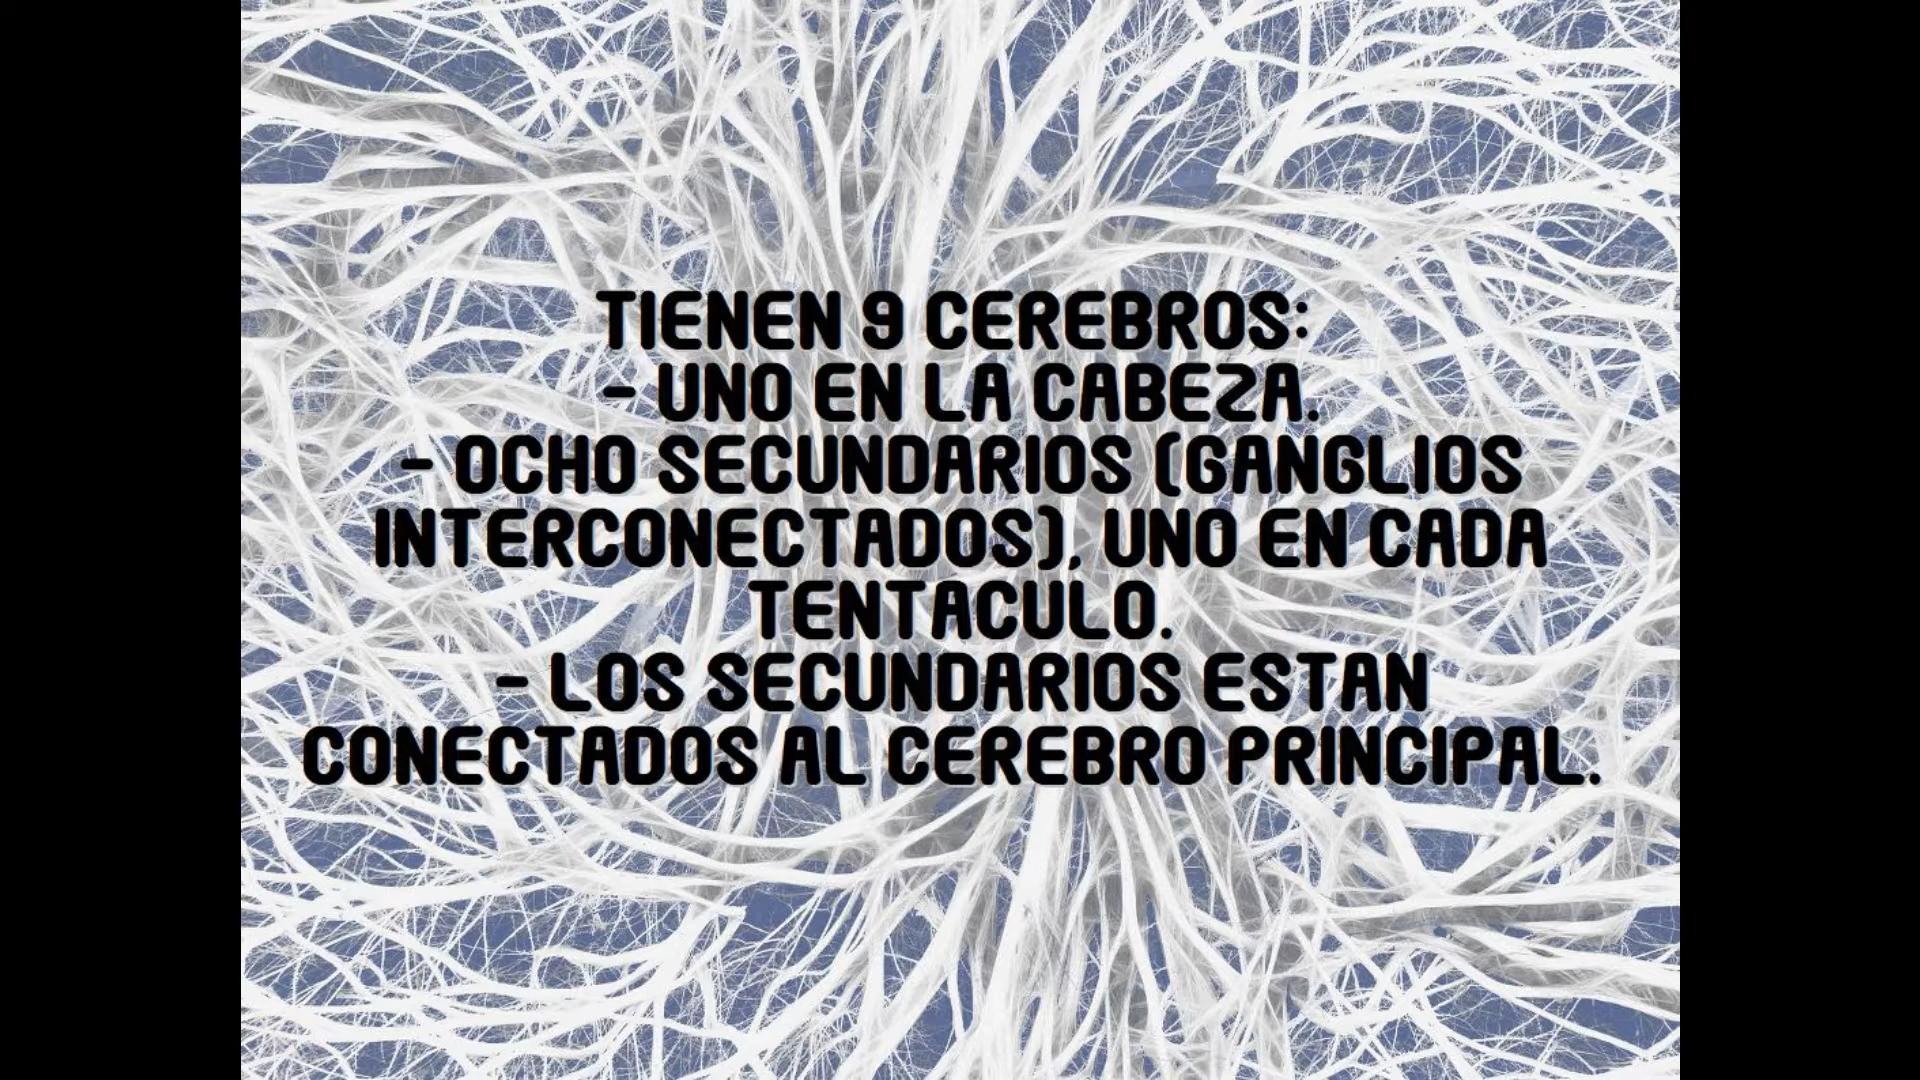 TIENEN 9 CEREBROS:
- UNO EN LA CABEZA.
- OCHO SECUNDARIOS (GANGLIOS
INTERCONECTADOS), UNO EN CADA
TENTACULO.
- LOS SECUNDARIOS ESTAN
CONECTADOS AL CEREBRO PRINCIPAL.